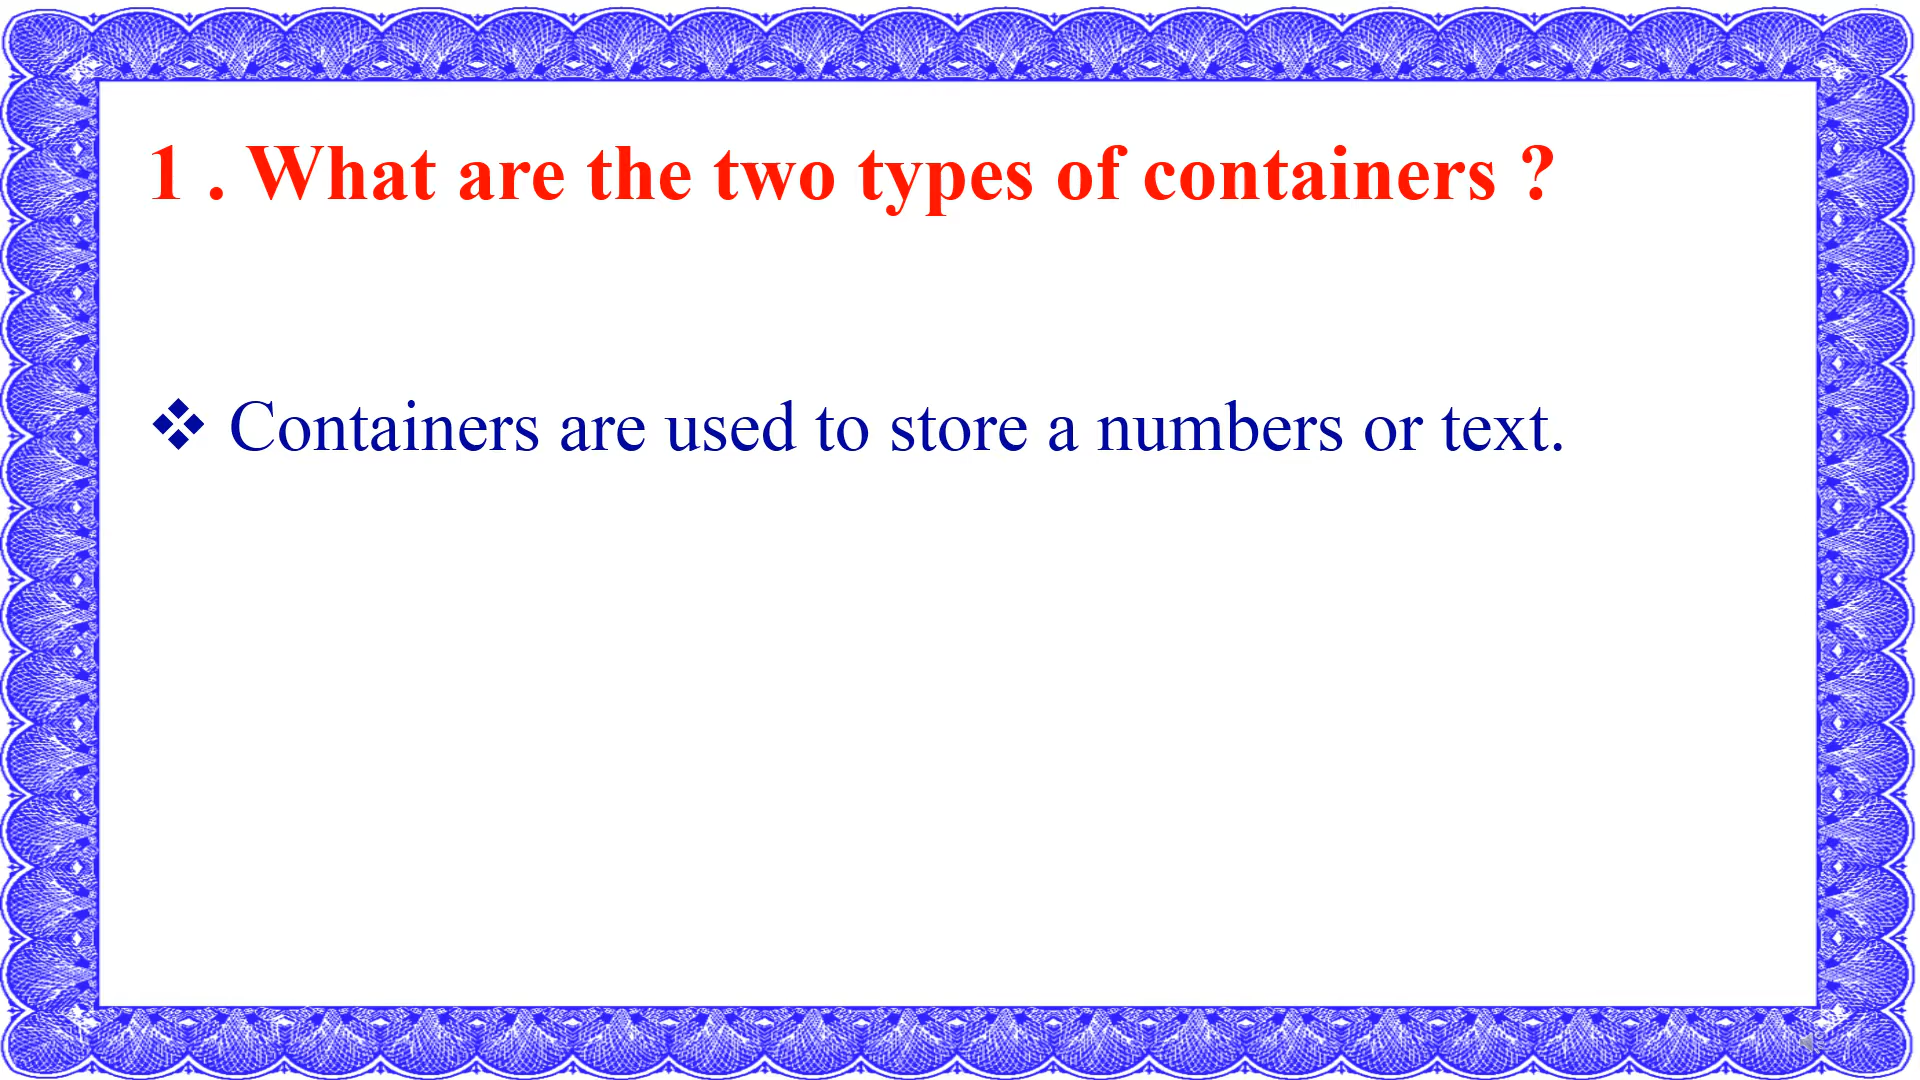 1 . What are the two types of containers ?
❖ Containers are used to store a numbers or text.